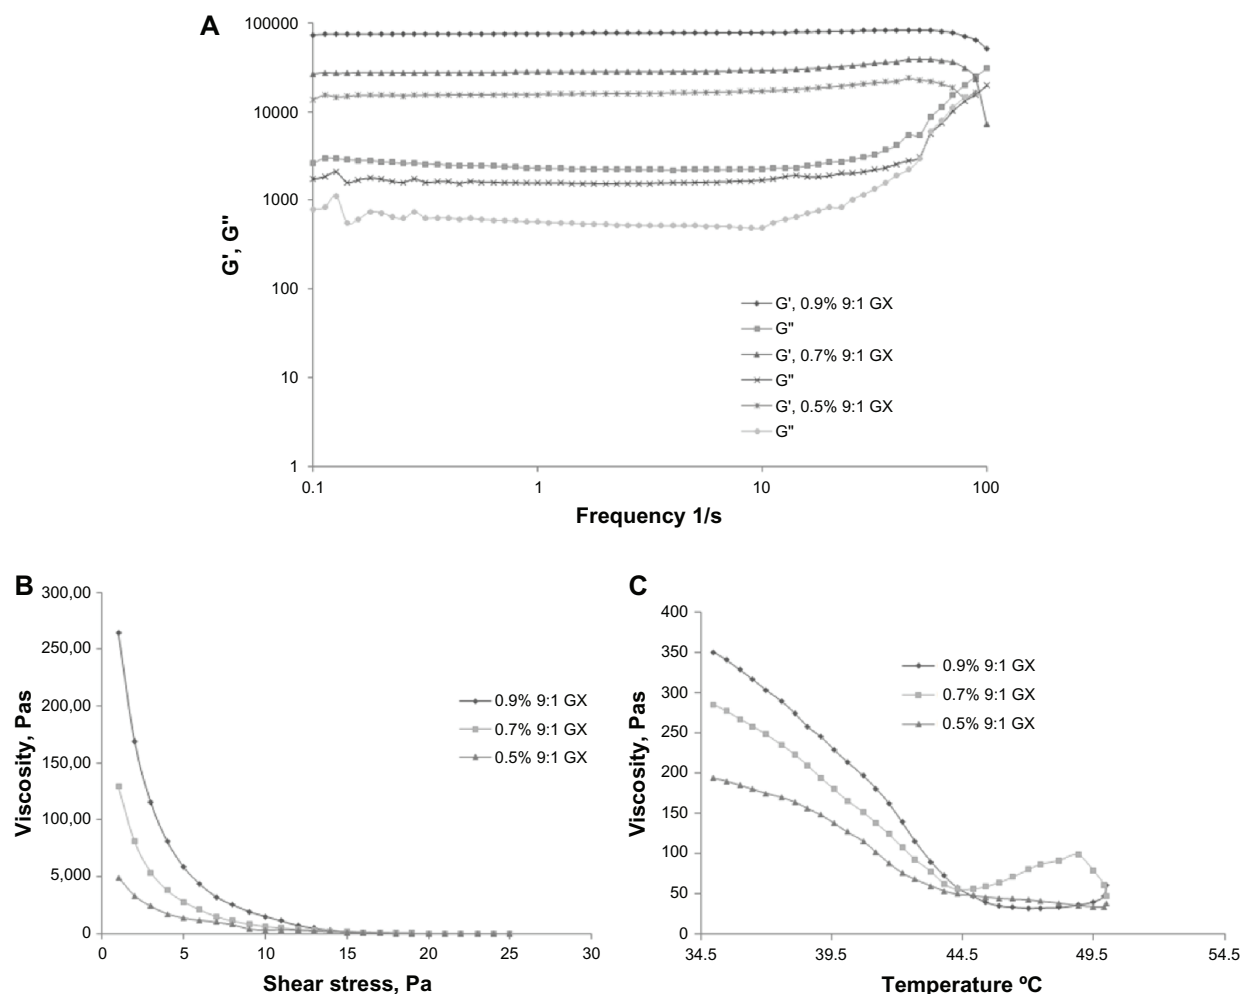 A
100000
10000
1000
100
10
1
G', G"
0.1
1
10
100
Frequency 1/s
G', 0.9% 9:1 GX
G"
G', 0.7% 9:1 GX
G"
G', 0.5% 9:1 GX
G"
B
300,00
250,00
200,00
150,00
100,00
5,000
0
Viscosity, Pas
0
5
10
15
20
25
30
Shear stress, Pa
0.9% 9:1 GX
0.7% 9:1 GX
0.5% 9:1 GX
C
400
350
300
250
200
150
100
50
0
Viscosity, Pas
34.5
39.5
44.5
49.5
54.5
Temperature ºC
0.9% 9:1 GX
0.7% 9:1 GX
0.5% 9:1 GX